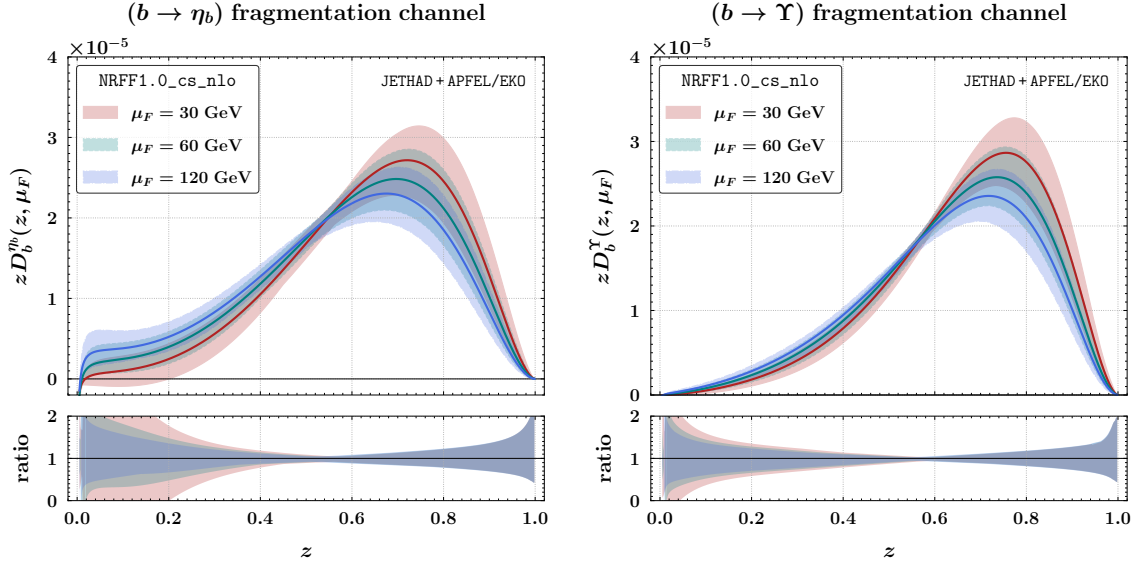 (b → η_b) fragmentation channel
×10⁻⁵
NRFF1.0_cs_nlo
μ_F = 30 GeV
μ_F = 60 GeV
μ_F = 120 GeV
JETHAD + APFEL/EKO
z D_b^{η_b}(z, μ_F)
4
3
2
1
0
ratio
2
1
0
0.0 0.2 0.4 0.6 0.8 1.0
z
(b → Υ) fragmentation channel
×10⁻⁵
NRFF1.0_cs_nlo
μ_F = 30 GeV
μ_F = 60 GeV
μ_F = 120 GeV
JETHAD + APFEL/EKO
z D_b^Υ(z, μ_F)
4
3
2
1
0
ratio
2
1
0
0.0 0.2 0.4 0.6 0.8 1.0
z